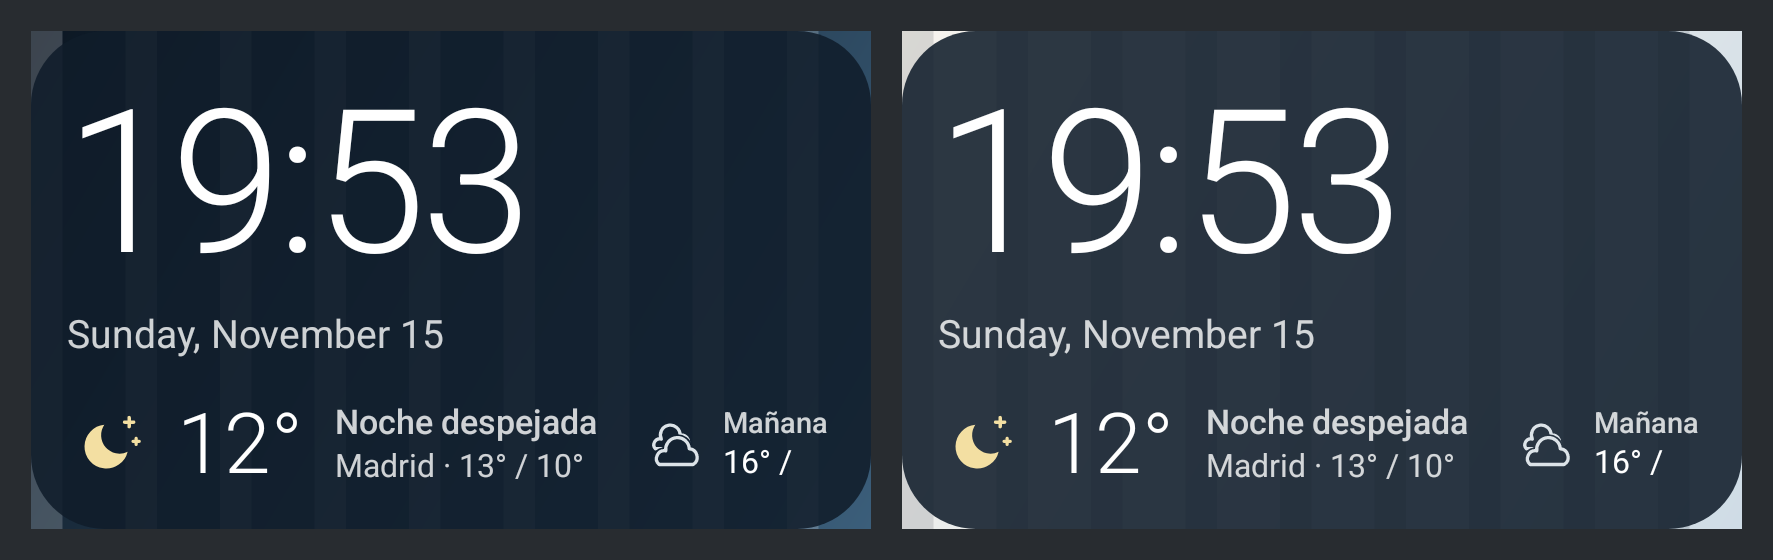 19:53
Sunday, November 15
12°
Noche despejada
Madrid · 13° / 10°
Mañana
16° /
19:53
Sunday, November 15
12°
Noche despejada
Madrid · 13° / 10°
Mañana
16° /